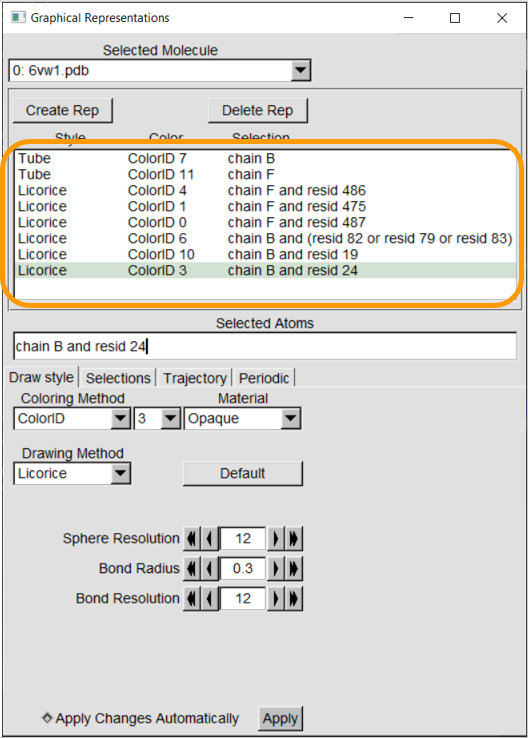 Graphical Representations
Selected Molecule
0: 6vw1.pdb
Create Rep Delete Rep
Style Color Selection
Tube ColorID 7 chain B
Tube ColorID 11 chain F
Licorice ColorID 4 chain F and resid 486
Licorice ColorID 1 chain F and resid 475
Licorice ColorID 0 chain F and resid 487
Licorice ColorID 6 chain B and (resid 82 or resid 79 or resid 83)
Licorice ColorID 10 chain B and resid 19
Licorice ColorID 3 chain B and resid 24
Selected Atoms
chain B and resid 24
Draw style Selections Trajectory Periodic
Coloring Method Material
ColorID 3 Opaque
Drawing Method
Licorice Default
Sphere Resolution 12
Bond Radius 0.3
Bond Resolution 12
Apply Changes Automatically Apply